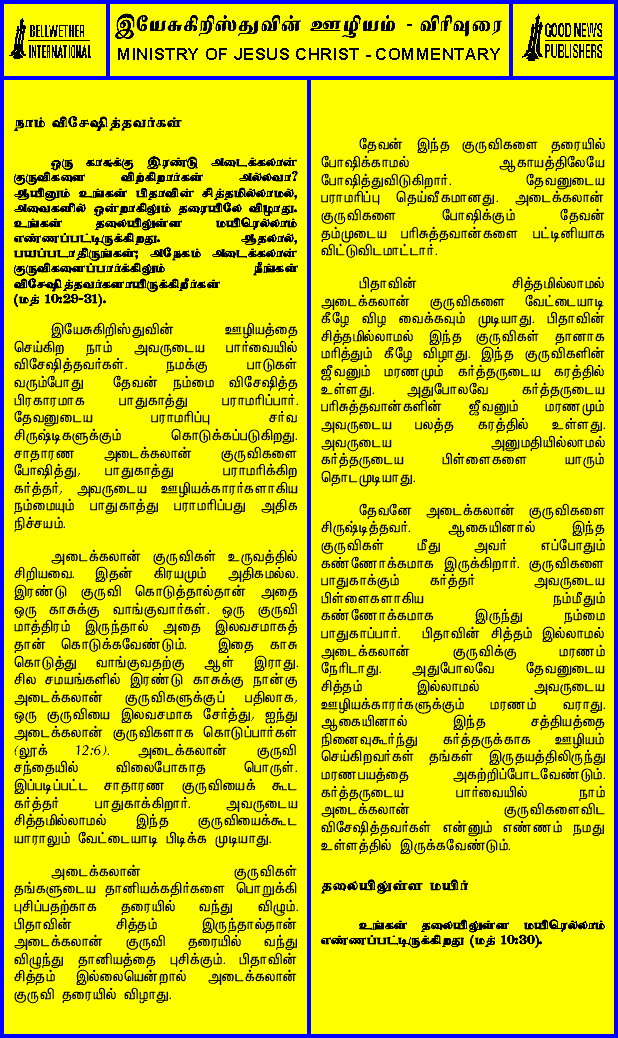 BELLWETHER
INTERNATIONAL
இயேசுகிறிஸ்துவின் ஊழியம் - விரிவுரை
MINISTRY OF JESUS CHRIST - COMMENTARY
GOOD NEWS
PUBLISHERS
நாம் விசேஷித்தவர்கள்
ஒரு காசுக்கு இரண்டு அடைக்கலான்
குருவிகளை விற்கிறார்கள் அல்லவா?
ஆயினும் உங்கள் பிதாவின் சித்தமில்லாமல்,
அவைகளில் ஒன்றாகிலும் தரையிலே விழாது.
உங்கள் தலையிலுள்ள மயிரெல்லாம்
எண்ணப்பட்டிருக்கிறது. ஆதலால்,
பயப்படாதிருங்கள்; அநேகம் அடைக்கலான்
குருவிகளைப்பார்க்கிலும் நீங்கள்
விசேஷித்தவர்களாயிருக்கிறீர்கள்
(மத் 10:29-31).
இயேசுகிறிஸ்துவின் ஊழியத்தை
செய்கிற நாம் அவருடைய பார்வையில்
விசேஷித்தவர்கள். நமக்கு பாடுகள்
வரும்போது தேவன் நம்மை விசேஷித்த
பிரகாரமாக பாதுகாத்து பராமரிப்பார்.
தேவனுடைய பராமரிப்பு சர்வ
சிருஷ்டிகளுக்கும் கொடுக்கப்படுகிறது.
சாதாரண அடைக்கலான் குருவிகளை
போஷித்து, பாதுகாத்து பராமரிக்கிற
கர்த்தர், அவருடைய ஊழியக்காரர்களாகிய
நம்மையும் பாதுகாத்து பராமரிப்பது அதிக
நிச்சயம்.
அடைக்கலான் குருவிகள் உருவத்தில்
சிறியவை. இதன் கிரயமும் அதிகமல்ல.
இரண்டு குருவி கொடுத்தால்தான் அதை
ஒரு காசுக்கு வாங்குவார்கள். ஒரு குருவி
மாத்திரம் இருந்தால் அதை இலவசமாகத்
தான் கொடுக்கவேண்டும். இதை காசு
கொடுத்து வாங்குவதற்கு ஆள் இராது.
சில சமயங்களில் இரண்டு காசுக்கு நான்கு
அடைக்கலான் குருவிகளுக்குப் பதிலாக,
ஒரு குருவியை இலவசமாக சேர்த்து, ஐந்து
அடைக்கலான் குருவிகளாக கொடுப்பார்கள்
(லூக் 12:6). அடைக்கலான் குருவி
சந்தையில் விலைபோகாத பொருள்.
இப்படிப்பட்ட சாதாரண குருவியைக் கூட
கர்த்தர் பாதுகாக்கிறார். அவருடைய
சித்தமில்லாமல் இந்த குருவியைக்கூட
யாராலும் வேட்டையாடி பிடிக்க முடியாது.
அடைக்கலான் குருவிகள்
தங்களுடைய தானியக்கதிர்களை பொறுக்கி
புசிப்பதற்காக தரையில் வந்து விழும்.
பிதாவின் சித்தம் இருந்தால்தான்
அடைக்கலான் குருவி தரையில் வந்து
விழுந்து தானியத்தை புசிக்கும். பிதாவின்
சித்தம் இல்லையென்றால் அடைக்கலான்
குருவி தரையில் விழாது.
தேவன் இந்த குருவிகளை தரையில்
போஷிக்காமல் ஆகாயத்திலேயே
போஷித்துவிடுகிறார். தேவனுடைய
பராமரிப்பு தெய்வீகமானது. அடைக்கலான்
குருவிகளை போஷிக்கும் தேவன்
தம்முடைய பரிசுத்தவான்களை பட்டினியாக
விட்டுவிடமாட்டார்.
பிதாவின் சித்தமில்லாமல்
அடைக்கலான் குருவிகளை வேட்டையாடி
கீழே விழ வைக்கவும் முடியாது. பிதாவின்
சித்தமில்லாமல் இந்த குருவிகள் தானாக
மரித்தும் கீழே விழாது. இந்த குருவிகளின்
ஜீவனும் மரணமும் கர்த்தருடைய கரத்தில்
உள்ளது. அதுபோலவே கர்த்தருடைய
பரிசுத்தவான்களின் ஜீவனும் மரணமும்
அவருடைய பலத்த கரத்தில் உள்ளது.
அவருடைய அனுமதியில்லாமல்
கர்த்தருடைய பிள்ளைகளை யாரும்
தொடமுடியாது.
தேவனே அடைக்கலான் குருவிகளை
சிருஷ்டித்தவர். ஆகையினால் இந்த
குருவிகள் மீது அவர் எப்போதும்
கண்ணோக்கமாக இருக்கிறார். குருவிகளை
பாதுகாக்கும் கர்த்தர் அவருடைய
பிள்ளைகளாகிய நம்மீதும்
கண்ணோக்கமாக இருந்து நம்மை
பாதுகாப்பார். பிதாவின் சித்தம் இல்லாமல்
அடைக்கலான் குருவிக்கு மரணம்
நேரிடாது. அதுபோலவே தேவனுடைய
சித்தம் இல்லாமல் அவருடைய
ஊழியக்காரர்களுக்கும் மரணம் வராது.
ஆகையினால் இந்த சத்தியத்தை
நினைவுகூர்ந்து கர்த்தருக்காக ஊழியம்
செய்கிறவர்கள் தங்கள் இருதயத்திலிருந்து
மரணபயத்தை அகற்றிப்போடவேண்டும்.
கர்த்தருடைய பார்வையில் நாம்
அடைக்கலான் குருவிகளைவிட
விசேஷித்தவர்கள் என்னும் எண்ணம் நமது
உள்ளத்தில் இருக்கவேண்டும்.
தலையிலுள்ள மயிர்
உங்கள் தலையிலுள்ள மயிரெல்லாம்
எண்ணப்பட்டிருக்கிறது (மத் 10:30).